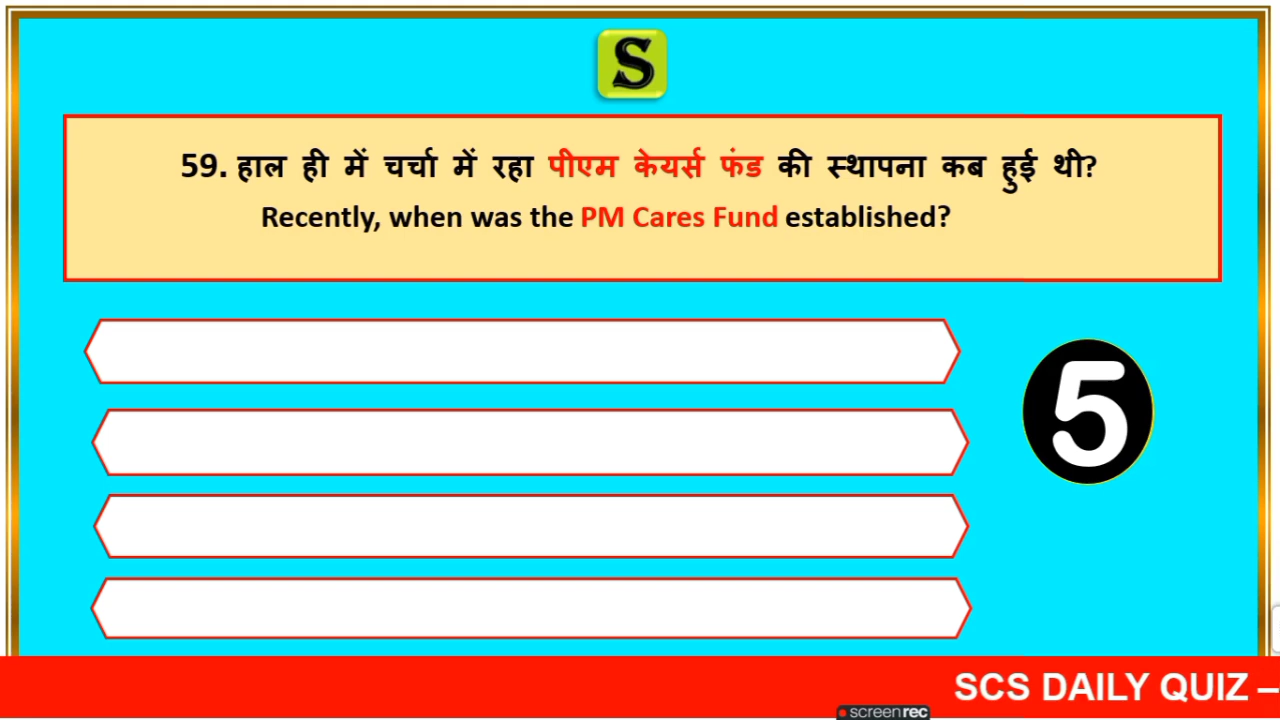 S
59. हाल ही में चर्चा में रहा पीएम केयर्स फंड की स्थापना कब हुई थी?
Recently, when was the PM Cares Fund established?
5
SCS DAILY QUIZ –
screenrec